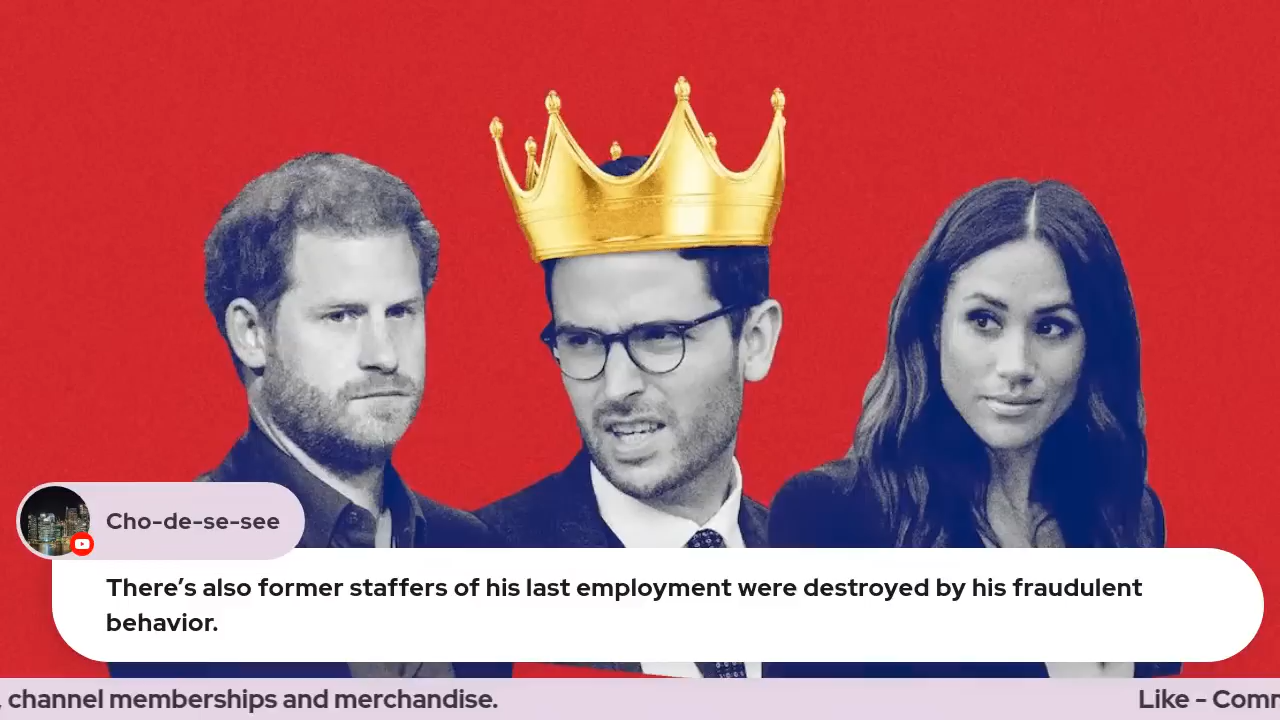 Cho-de-se-see
There’s also former staffers of his last employment were destroyed by his fraudulent
behavior.
, channel memberships and merchandise.
Like - Comm